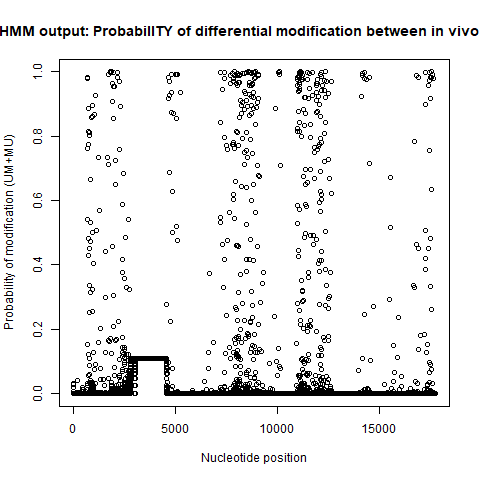 HMM output: ProbabilITY of differential modification between in vivo
Probability of modification (UM+MU)
1.0
0.8
0.6
0.4
0.2
0.0
0 5000 10000 15000
Nucleotide position